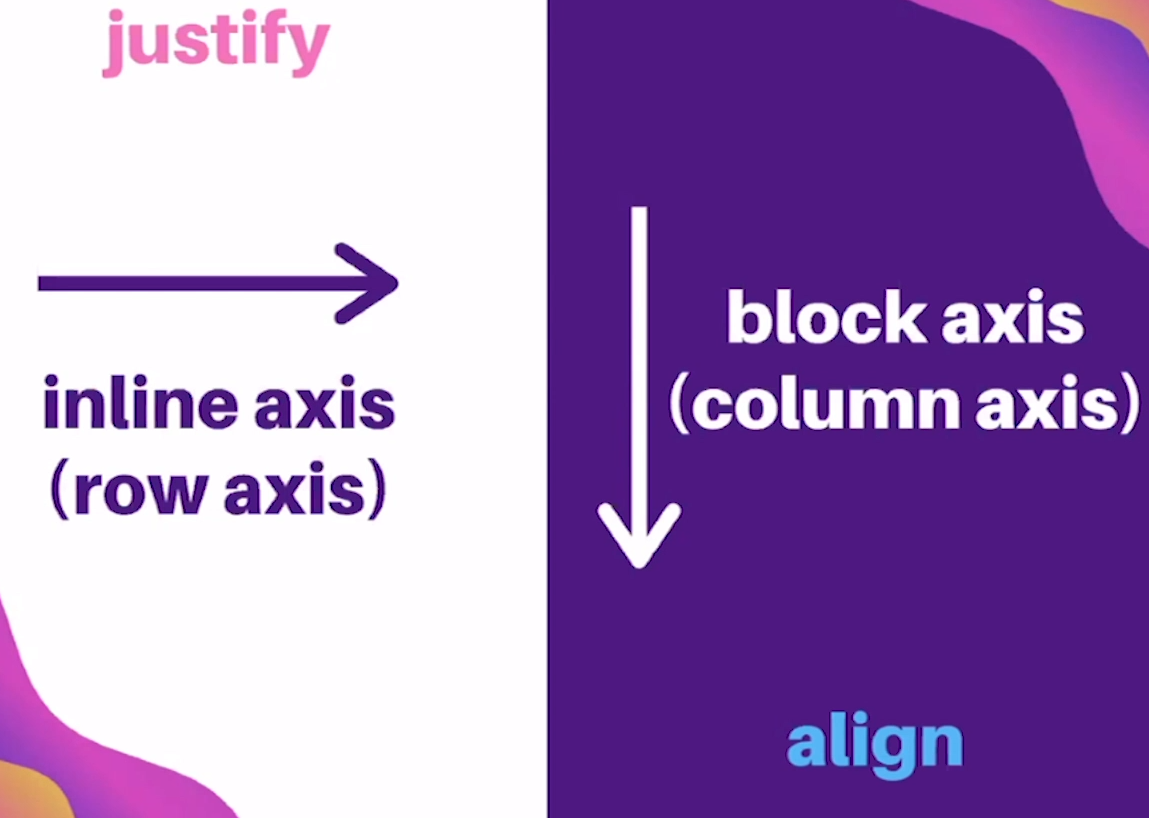 justify
inline axis
(row axis)
block axis
(column axis)
align